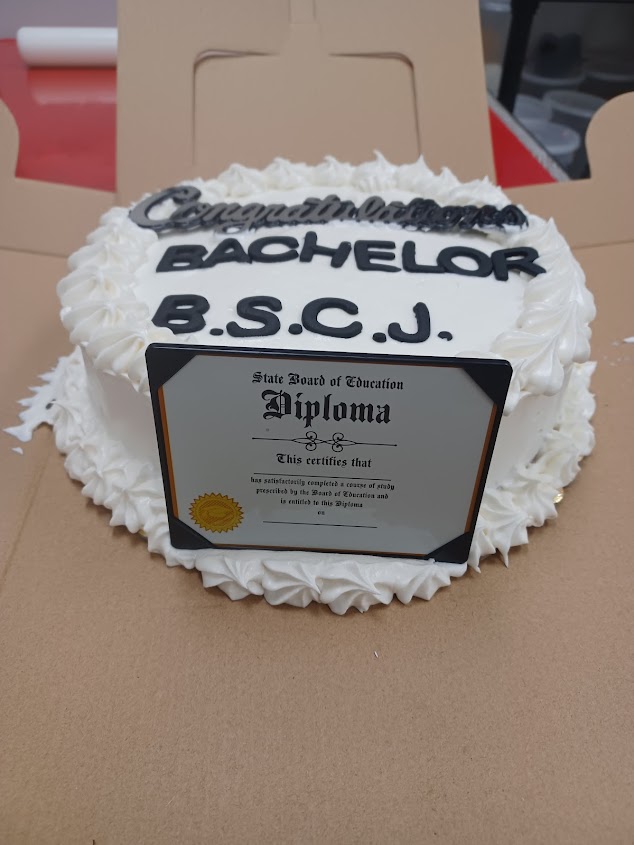 Congratulations
BACHELOR
B.S.C.J.
State Board of Education
Diploma
This certifies that
has satisfactorily completed a course of study
prescribed by the Board of Education and
is entitled to this Diploma
on